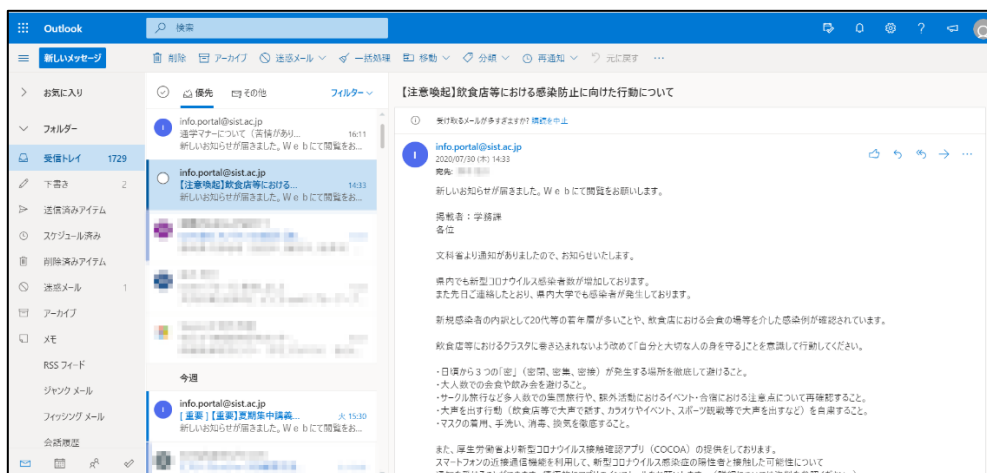 Outlook
検索
新しいメッセージ
削除 アーカイブ 迷惑メール 一括処理 移動 分類 再通知 元に戻す …
お気に入り
フォルダー
受信トレイ 1729
下書き 2
送信済みアイテム
スケジュール済み
削除済みアイテム
迷惑メール 1
アーカイブ
メモ
RSS フィード
ジャンク メール
フィッシング メール
会話履歴
優先 その他 フィルター
info.portal@sist.ac.jp
通学マナーについて（苦情があり... 16:11
新しいお知らせが届きました。Ｗｅｂにて閲覧をお...
info.portal@sist.ac.jp
【注意喚起】飲食店等における... 14:33
新しいお知らせが届きました。Ｗｅｂにて閲覧をお...
今週
info.portal@sist.ac.jp
[ 重要 ] 【重要】夏期集中講義... 火 15:30
新しいお知らせが届きました。Ｗｅｂにて閲覧をお...
【注意喚起】飲食店等における感染防止に向けた行動について
受け取るメールが多すぎますか? 購読を中止
info.portal@sist.ac.jp
2020/07/30 (木) 14:33
宛先:
新しいお知らせが届きました。Ｗｅｂにて閲覧をお願いします。
掲載者：学務課
各位
文科省より通知がありましたので、お知らせいたします。
県内でも新型コロナウイルス感染者数が増加しております。
また先日ご連絡したとおり、県内大学でも感染者が発生しております。
新規感染者の内訳として20代等の若年層が多いことや、飲食店における会食の場等を介した感染例が確認されています。
飲食店等におけるクラスタに巻き込まれないよう改めて「自分と大切な人の身を守る」ことを意識して行動してください。
・日頃から３つの「密」（密閉、密集、密接）が発生する場所を徹底して避けること。
・大人数での会食や飲み会を避けること。
・サークル旅行など多人数での集団旅行や、課外活動におけるイベント・合宿における注意点について再確認すること。
・大声を出す行動（飲食店等で大声で話す、カラオケやイベント、スポーツ観戦等で大声を出すなど）を自粛すること。
・マスクの着用、手洗い、消毒、換気を徹底すること。
また、厚生労働省より新型コロナウイルス接触確認アプリ（COCOA）の提供をしております。
スマートフォンの近接通信機能を利用して、新型コロナウイルス感染症の陽性者と接触した可能性について